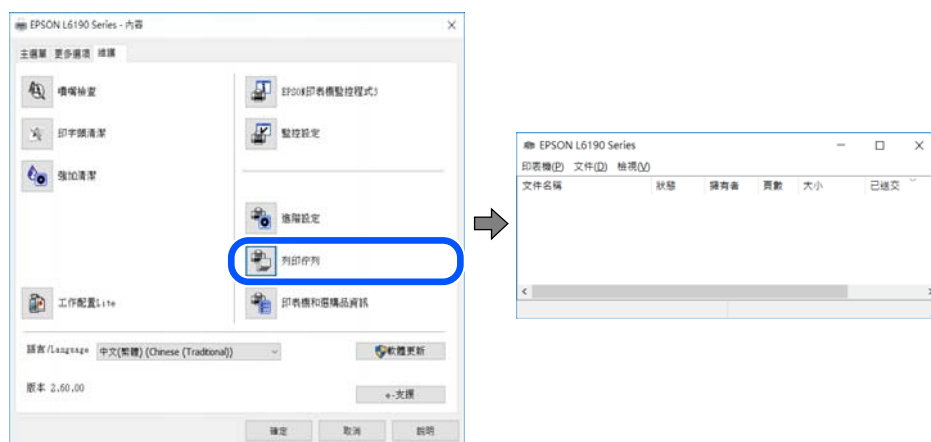 EPSON L6190 Series - 內容
主選單 更多選項 維護
噴嘴檢查
EPSON印表機監控程式3
印字頭清潔
監控設定
強加清潔
進階設定
列印佇列
工作配置Lite
印表機和選購品資訊
語言/Language 中文(繁體) (Chinese (Traditional))
軟體更新
版本 2.60.00
e-支援
確定 取消 說明
EPSON L6190 Series
印表機(P) 文件(D) 檢視(V)
文件名稱 狀態 擁有者 頁數 大小 已送交